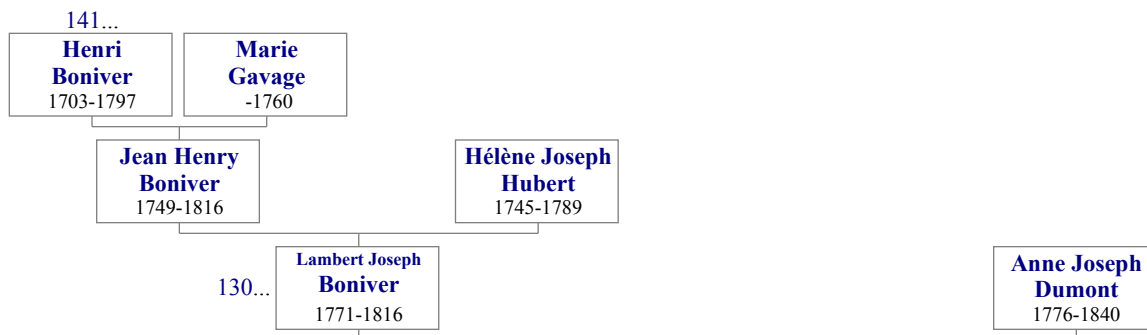 141...
Henri
Boniver
1703-1797
Marie
Gavage
-1760
Jean Henry
Boniver
1749-1816
Hélène Joseph
Hubert
1745-1789
130...
Lambert Joseph
Boniver
1771-1816
Anne Joseph
Dumont
1776-1840